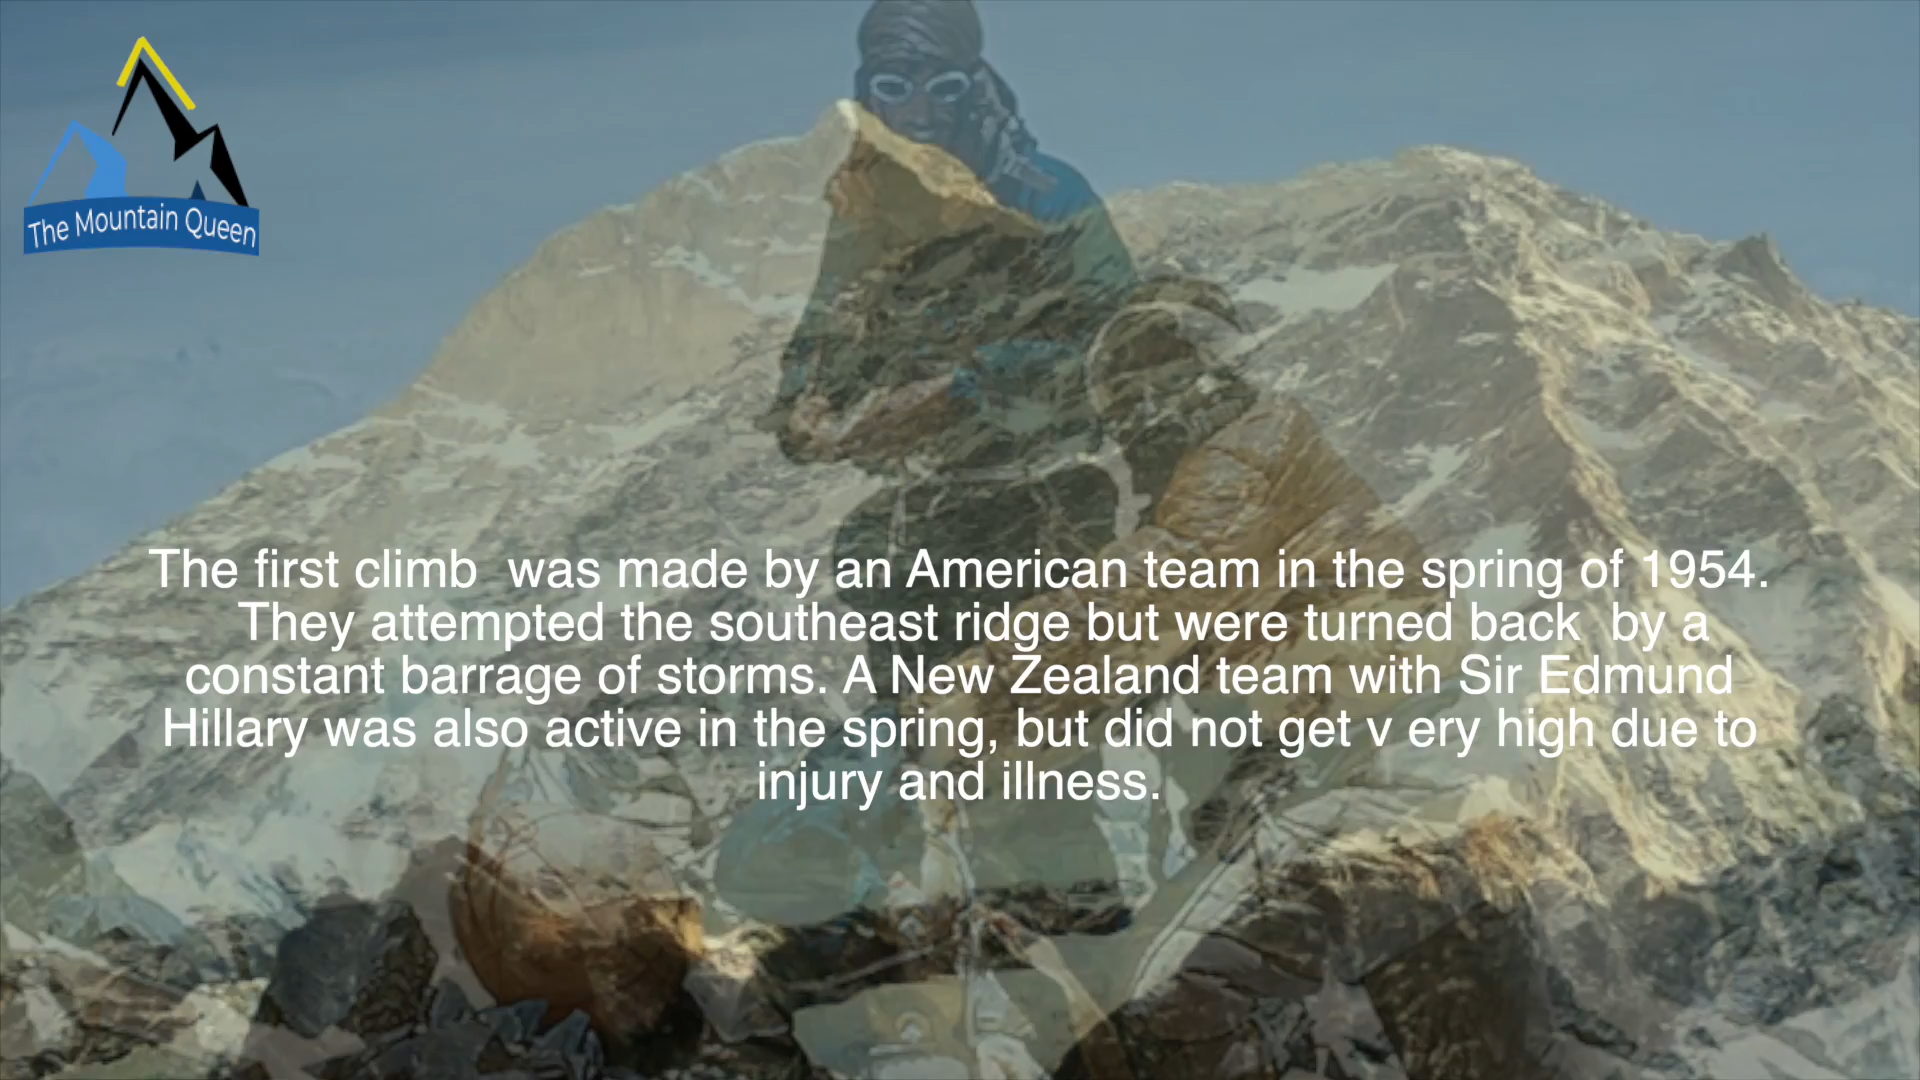 The Mountain Queen
The first climb  was made by an American team in the spring of 1954.
They attempted the southeast ridge but were turned back  by a
constant barrage of storms. A New Zealand team with Sir Edmund
Hillary was also active in the spring, but did not get v ery high due to
injury and illness.